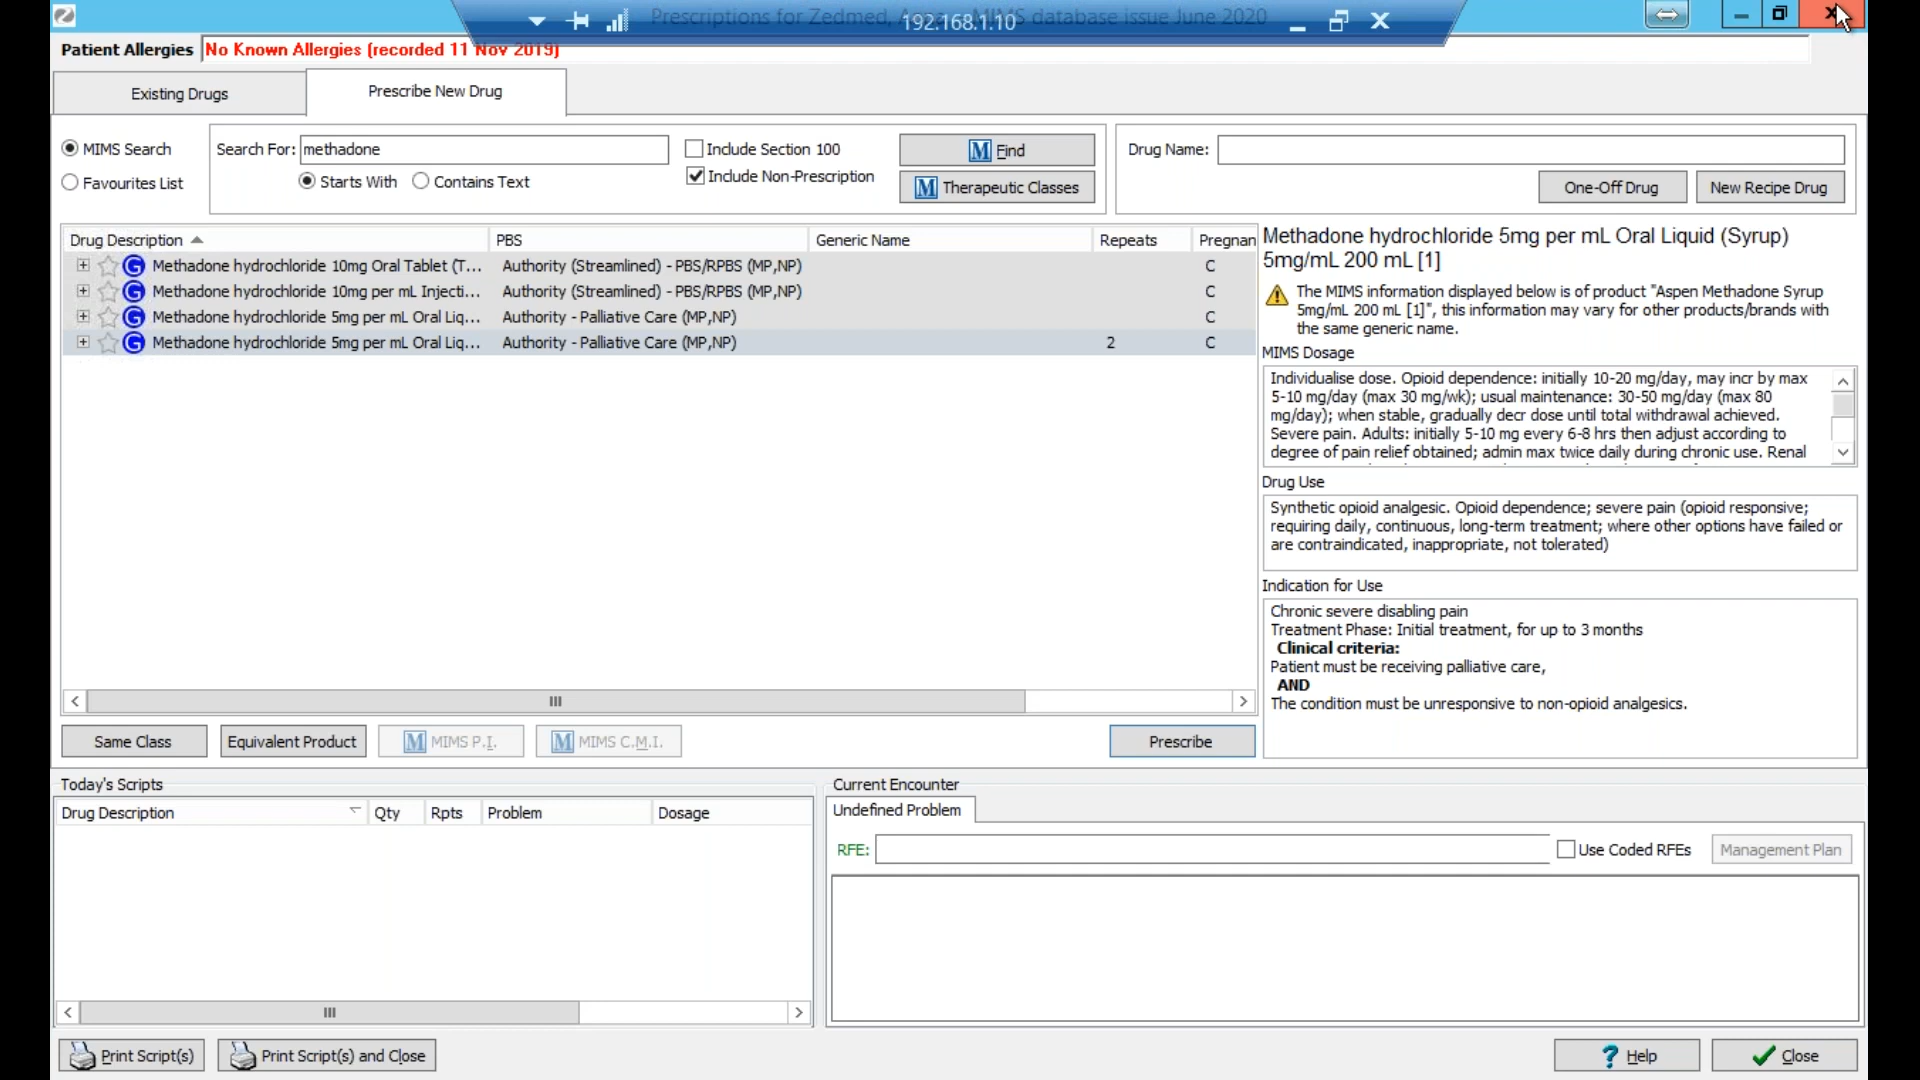 Prescriptions for Zedmed, - MIMS database issue June 2020
192.168.1.10
Patient Allergies No Known Allergies (recorded 11 Nov 2019)
Existing Drugs Prescribe New Drug
MIMS Search
Favourites List
Search For: methadone
Starts With Contains Text
Include Section 100
Include Non-Prescription
M Find
M Therapeutic Classes
Drug Name:
One-Off Drug New Recipe Drug
Drug Description PBS Generic Name Repeats Pregnan
G Methadone hydrochloride 10mg Oral Tablet (T... Authority (Streamlined) - PBS/RPBS (MP,NP) C
G Methadone hydrochloride 10mg per mL Injecti... Authority (Streamlined) - PBS/RPBS (MP,NP) C
G Methadone hydrochloride 5mg per mL Oral Liq... Authority - Palliative Care (MP,NP) C
G Methadone hydrochloride 5mg per mL Oral Liq... Authority - Palliative Care (MP,NP) 2 C
Methadone hydrochloride 5mg per mL Oral Liquid (Syrup)
5mg/mL 200 mL [1]
The MIMS information displayed below is of product "Aspen Methadone Syrup
5mg/mL 200 mL [1]", this information may vary for other products/brands with
the same generic name.
MIMS Dosage
Individualise dose. Opioid dependence: initially 10-20 mg/day, may incr by max
5-10 mg/day (max 30 mg/wk); usual maintenance: 30-50 mg/day (max 80
mg/day); when stable, gradually decr dose until total withdrawal achieved.
Severe pain. Adults: initially 5-10 mg every 6-8 hrs then adjust according to
degree of pain relief obtained; admin max twice daily during chronic use. Renal
Drug Use
Synthetic opioid analgesic. Opioid dependence; severe pain (opioid responsive;
requiring daily, continuous, long-term treatment; where other options have failed or
are contraindicated, inappropriate, not tolerated)
Indication for Use
Chronic severe disabling pain
Treatment Phase: Initial treatment, for up to 3 months
Clinical criteria:
Patient must be receiving palliative care,
AND
The condition must be unresponsive to non-opioid analgesics.
Same Class Equivalent Product M MIMS P.I. M MIMS C.M.I. Prescribe
Today's Scripts
Drug Description Qty Rpts Problem Dosage
Current Encounter
Undefined Problem
RFE: Use Coded RFEs Management Plan
Print Script(s) Print Script(s) and Close ? Help Close